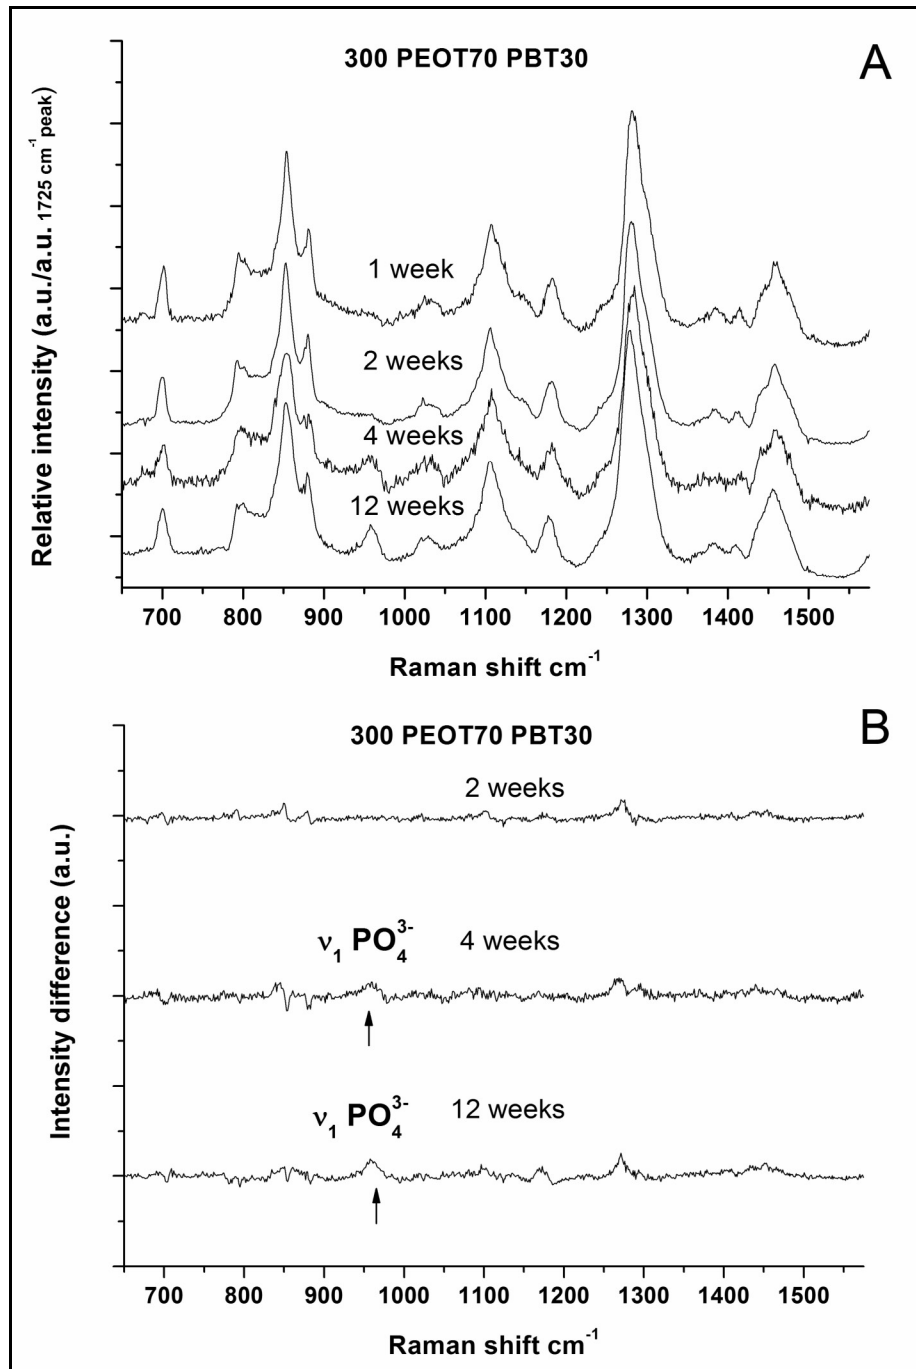 300 PEOT70 PBT30
A
Relative intensity (a.u./a.u. 1725 cm⁻¹ peak)
1 week
2 weeks
4 weeks
12 weeks
700 800 900 1000 1100 1200 1300 1400 1500
Raman shift cm⁻¹
300 PEOT70 PBT30
B
Intensity difference (a.u.)
2 weeks
ν₁ PO₄³⁻ 4 weeks
ν₁ PO₄³⁻ 12 weeks
700 800 900 1000 1100 1200 1300 1400 1500
Raman shift cm⁻¹